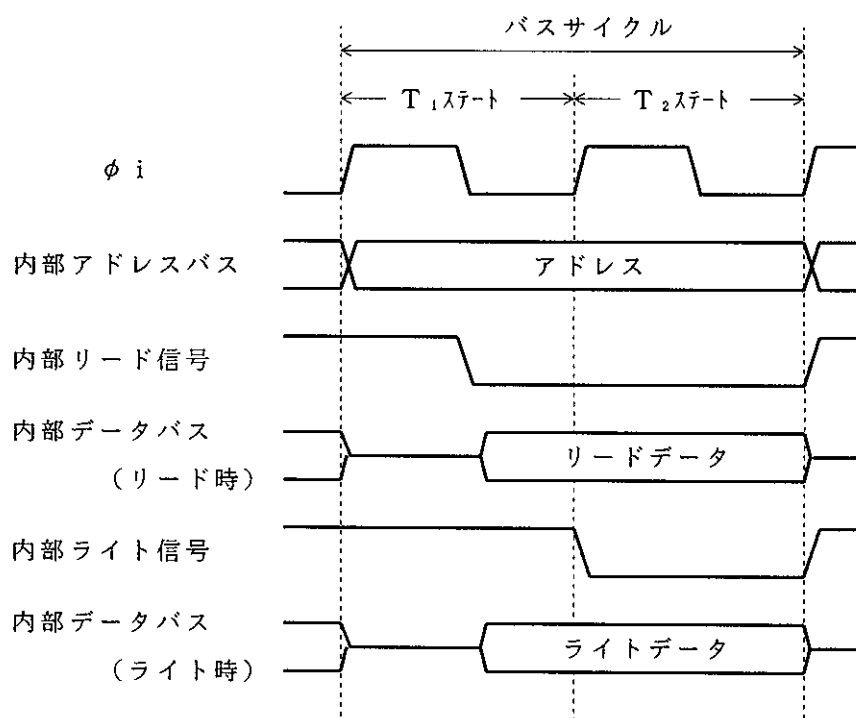 バスサイクル
T₁ステート T₂ステート
φi
内部アドレスバス アドレス
内部リード信号
内部データバス
(リード時) リードデータ
内部ライト信号
内部データバス
(ライト時) ライトデータ